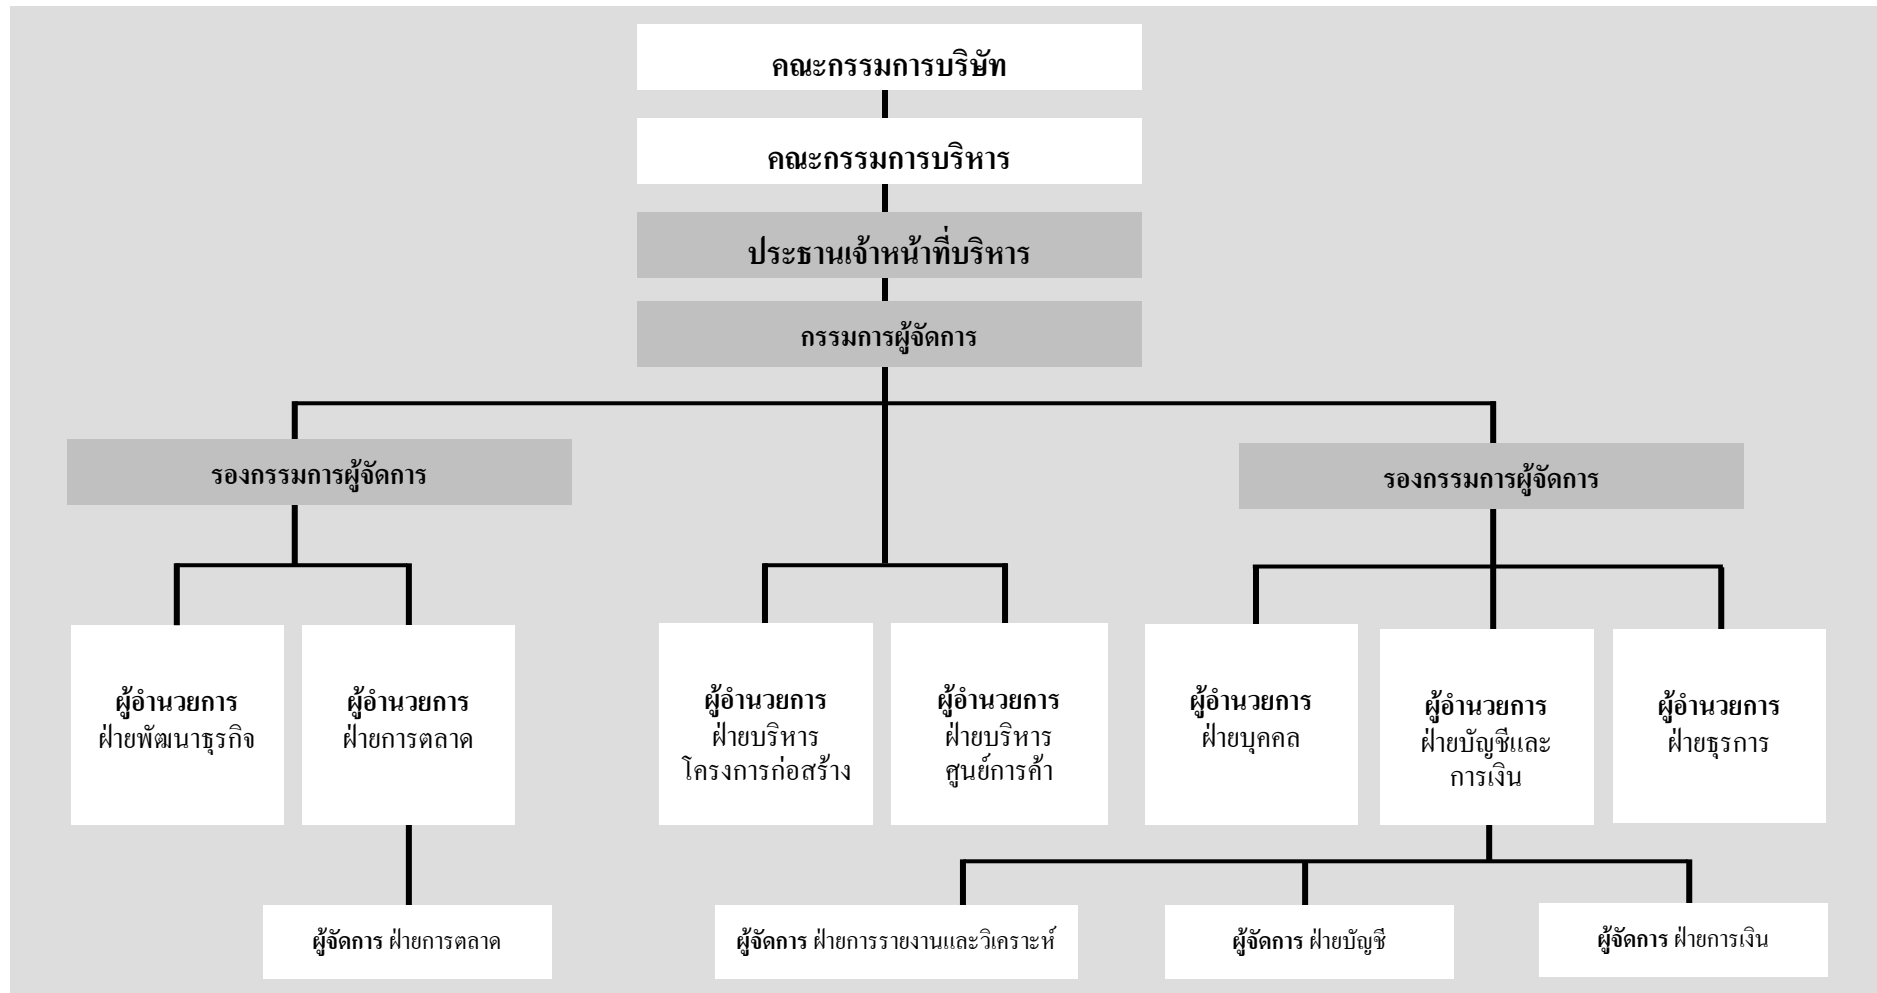 คณะกรรมการบริษัท
คณะกรรมการบริหาร
ประธานเจ้าหน้าที่บริหาร
กรรมการผู้จัดการ
รองกรรมการผู้จัดการ
รองกรรมการผู้จัดการ
ผู้อำนวยการ
ฝ่ายพัฒนาธุรกิจ
ผู้อำนวยการ
ฝ่ายการตลาด
ผู้อำนวยการ
ฝ่ายบริหาร
โครงการก่อสร้าง
ผู้อำนวยการ
ฝ่ายบริหาร
ศูนย์การค้า
ผู้อำนวยการ
ฝ่ายบุคคล
ผู้อำนวยการ
ฝ่ายบัญชีและ
การเงิน
ผู้อำนวยการ
ฝ่ายธุรการ
ผู้จัดการ ฝ่ายการตลาด
ผู้จัดการ ฝ่ายการรายงานและวิเคราะห์
ผู้จัดการ ฝ่ายบัญชี
ผู้จัดการ ฝ่ายการเงิน